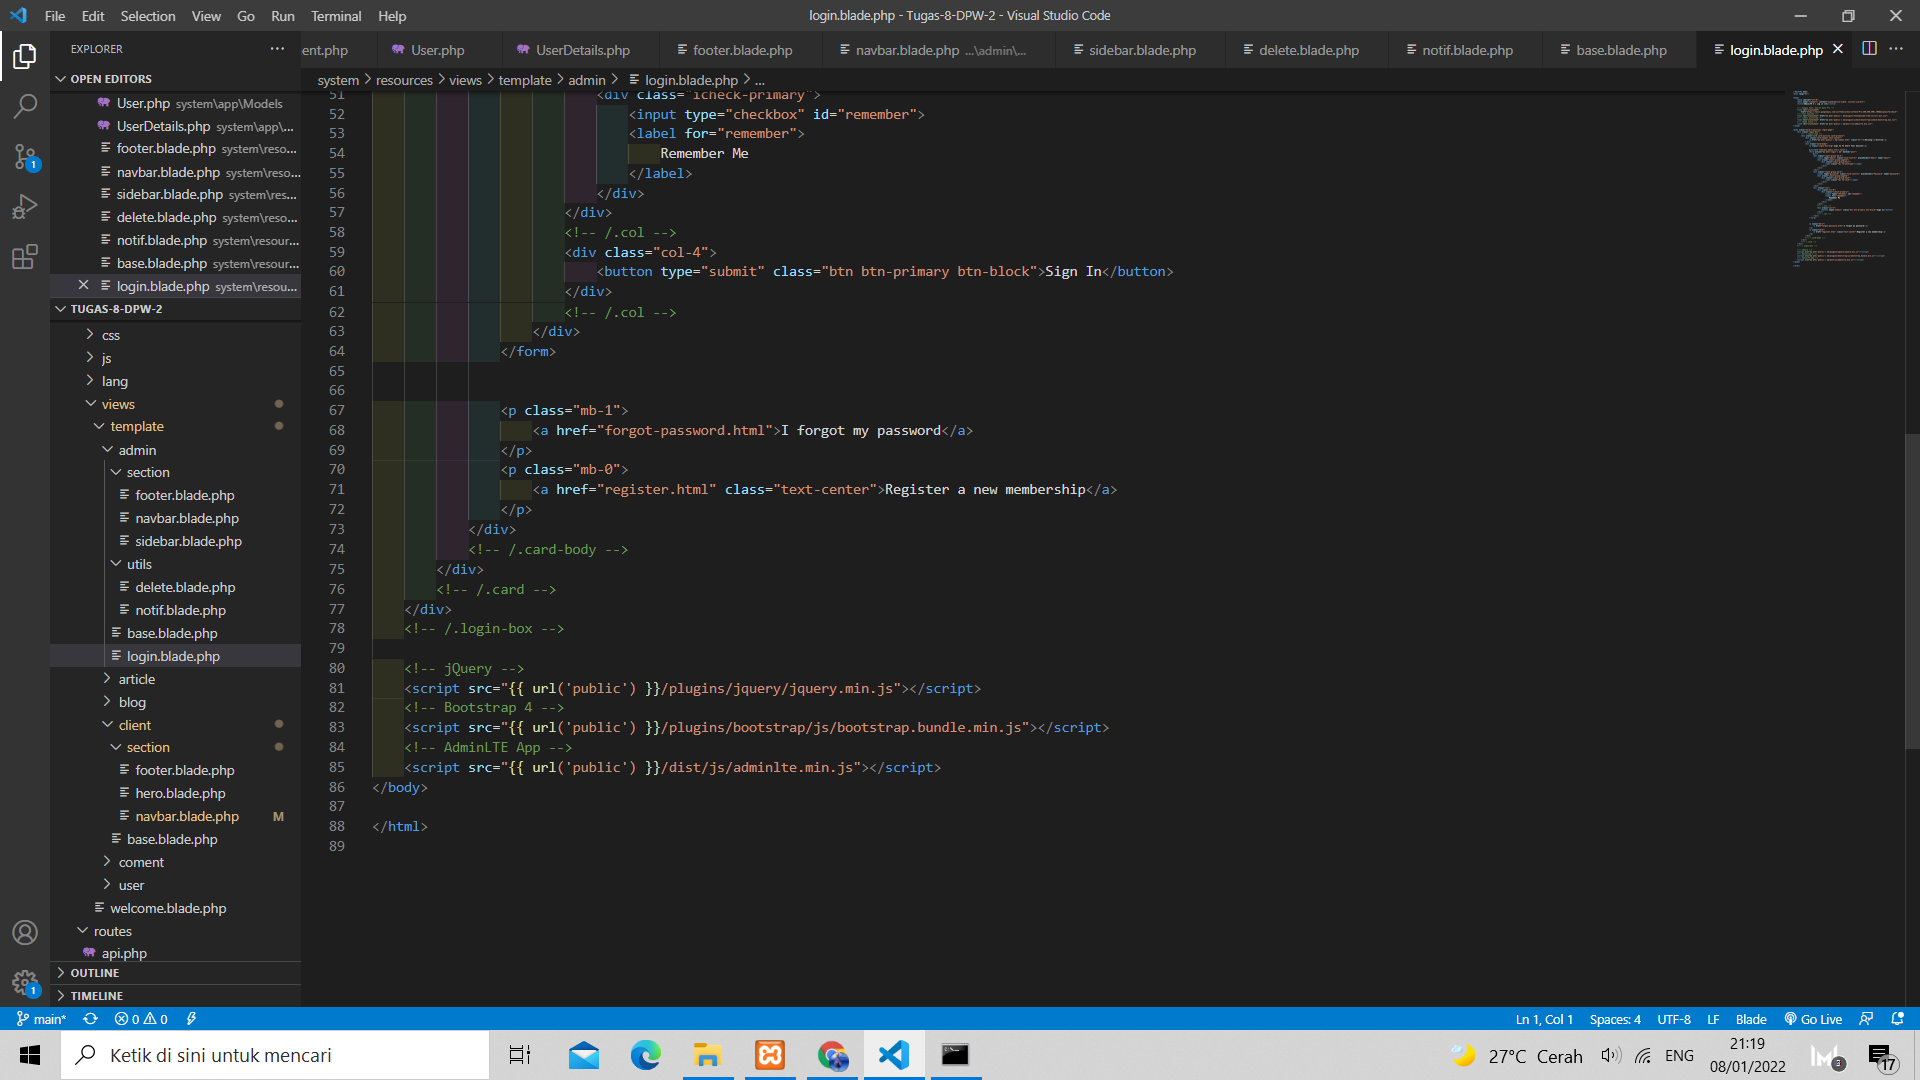 File Edit Selection View Go Run Terminal Help
login.blade.php - Tugas-8-DPW-2 - Visual Studio Code
EXPLORER
ent.php User.php UserDetails.php footer.blade.php navbar.blade.php ...\admin\... sidebar.blade.php delete.blade.php notif.blade.php base.blade.php login.blade.php
system > resources > views > template > admin > login.blade.php > ...
OPEN EDITORS
User.php system\app\Models
UserDetails.php system\app\...
footer.blade.php system\reso...
navbar.blade.php system\reso...
sidebar.blade.php system\res...
delete.blade.php system\reso...
notif.blade.php system\resour...
base.blade.php system\resour...
login.blade.php system\resou...
TUGAS-8-DPW-2
css
js
lang
views
template
admin
section
footer.blade.php
navbar.blade.php
sidebar.blade.php
utils
delete.blade.php
notif.blade.php
base.blade.php
login.blade.php
article
blog
client
section
footer.blade.php
hero.blade.php
navbar.blade.php M
base.blade.php
coment
user
welcome.blade.php
routes
api.php
OUTLINE
TIMELINE
51 <div class="icheck-primary">
52 <input type="checkbox" id="remember">
53 <label for="remember">
54 Remember Me
55 </label>
56 </div>
57 </div>
58 <!-- /.col -->
59 <div class="col-4">
60 <button type="submit" class="btn btn-primary btn-block">Sign In</button>
61 </div>
62 <!-- /.col -->
63 </div>
64 </form>
65
66
67 <p class="mb-1">
68 <a href="forgot-password.html">I forgot my password</a>
69 </p>
70 <p class="mb-0">
71 <a href="register.html" class="text-center">Register a new membership</a>
72 </p>
73 </div>
74 <!-- /.card-body -->
75 </div>
76 <!-- /.card -->
77 </div>
78 <!-- /.login-box -->
79
80 <!-- jQuery -->
81 <script src="{{ url('public') }}/plugins/jquery/jquery.min.js"></script>
82 <!-- Bootstrap 4 -->
83 <script src="{{ url('public') }}/plugins/bootstrap/js/bootstrap.bundle.min.js"></script>
84 <!-- AdminLTE App -->
85 <script src="{{ url('public') }}/dist/js/adminlte.min.js"></script>
86 </body>
87
88 </html>
89
1
1
main* 0 0
Ln 1, Col 1 Spaces: 4 UTF-8 LF Blade Go Live
Ketik di sini untuk mencari
27°C Cerah ENG
21:19
08/01/2022
3
17